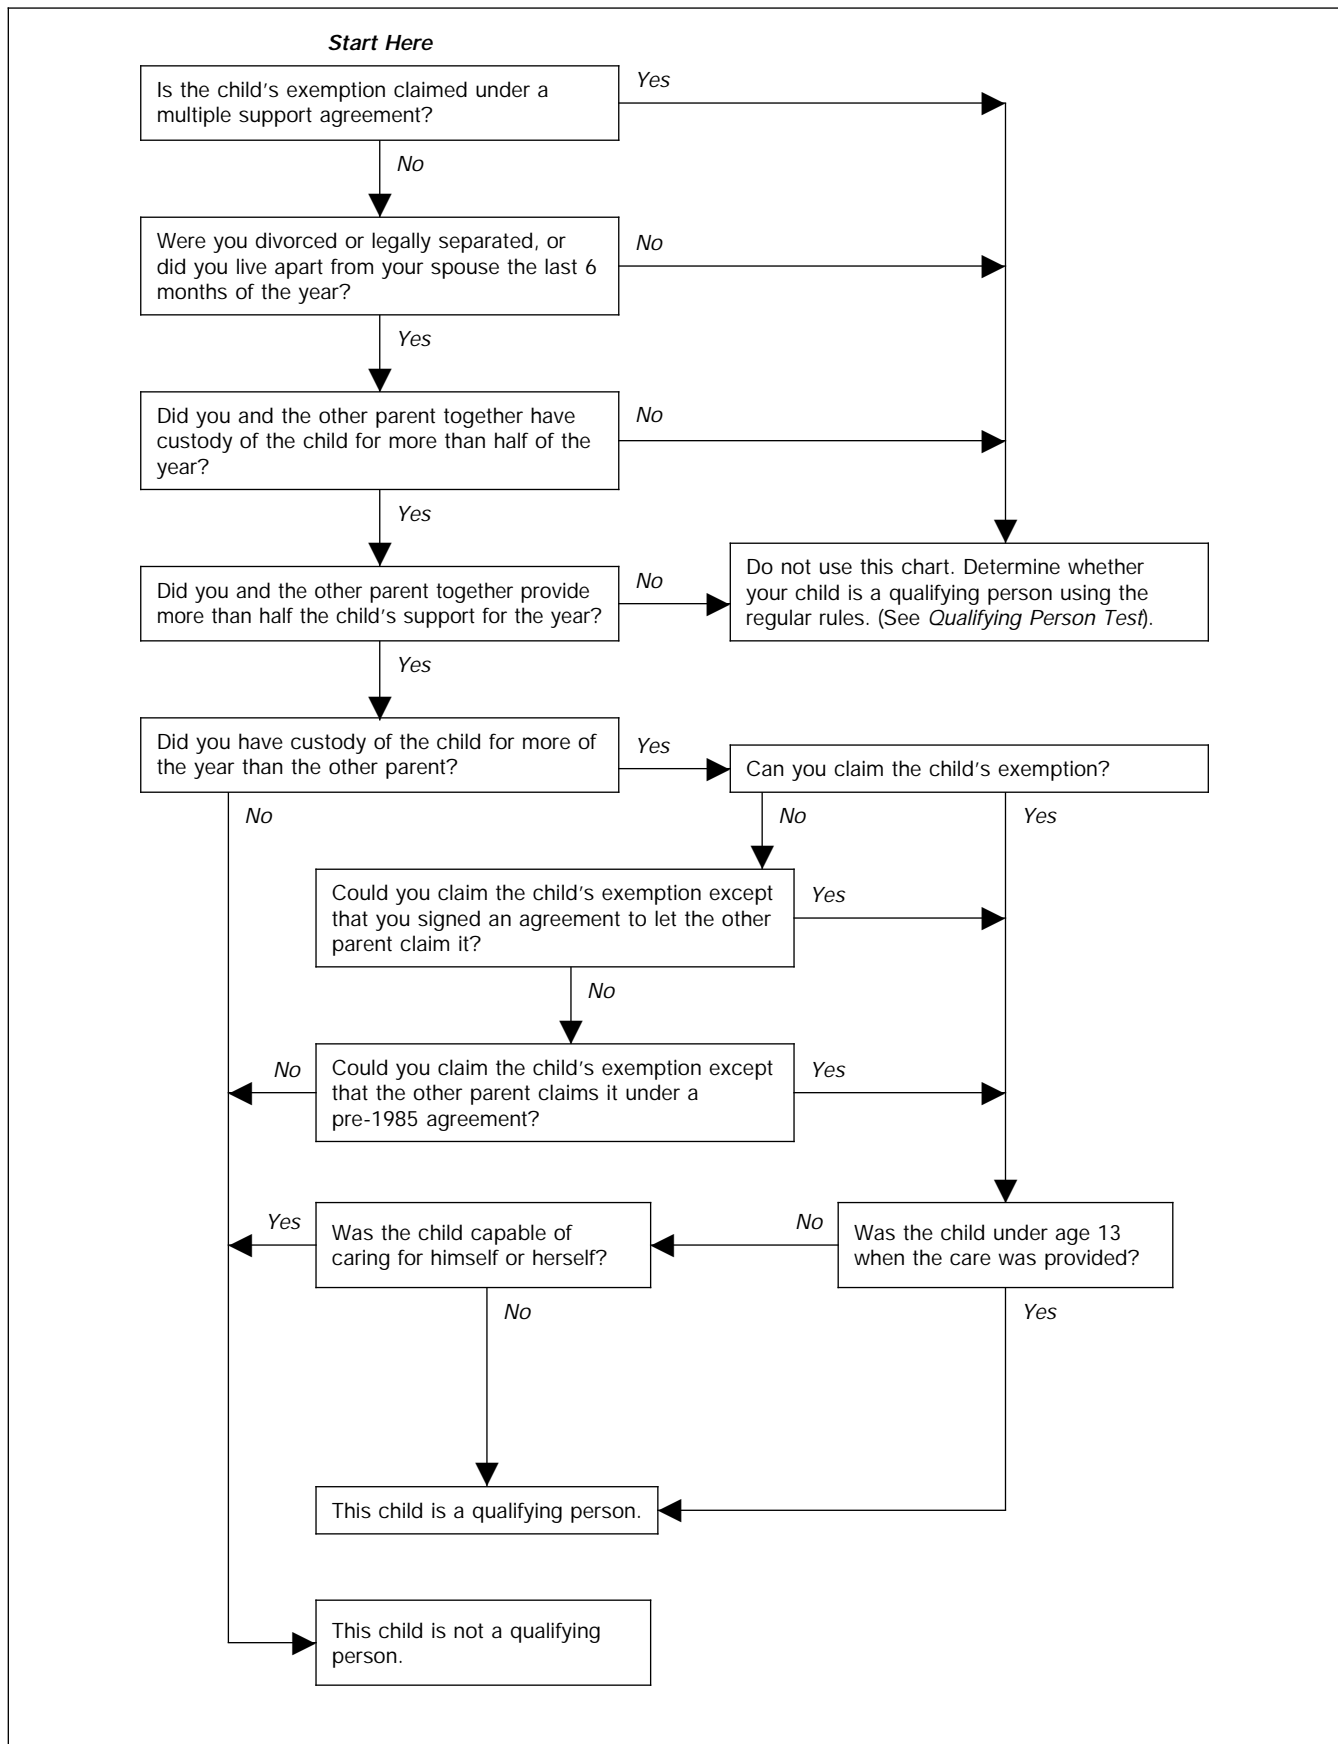 Start Here
Is the child's exemption claimed under a
multiple support agreement?
Yes
No
Were you divorced or legally separated, or
did you live apart from your spouse the last 6
months of the year?
No
Yes
Did you and the other parent together have
custody of the child for more than half of the
year?
No
Yes
Did you and the other parent together provide
more than half the child's support for the year?
No
Do not use this chart. Determine whether
your child is a qualifying person using the
regular rules. (See Qualifying Person Test).
Yes
Did you have custody of the child for more of
the year than the other parent?
Yes
Can you claim the child's exemption?
No
No
Yes
Could you claim the child's exemption except
that you signed an agreement to let the other
parent claim it?
Yes
No
No
Could you claim the child's exemption except
that the other parent claims it under a
pre-1985 agreement?
Yes
Yes
Was the child capable of
caring for himself or herself?
No
Was the child under age 13
when the care was provided?
No
Yes
This child is a qualifying person.
This child is not a qualifying
person.